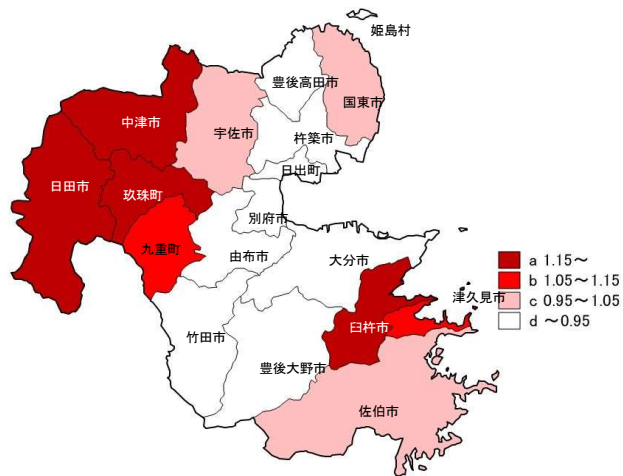 姫島村
豊後高田市
国東市
中津市
宇佐市
杵築市
日出町
日田市
玖珠町
別府市
九重町
由布市
大分市
a 1.15～
b 1.05～1.15
津久見市
c 0.95～1.05
臼杵市
d ～0.95
竹田市
豊後大野市
佐伯市